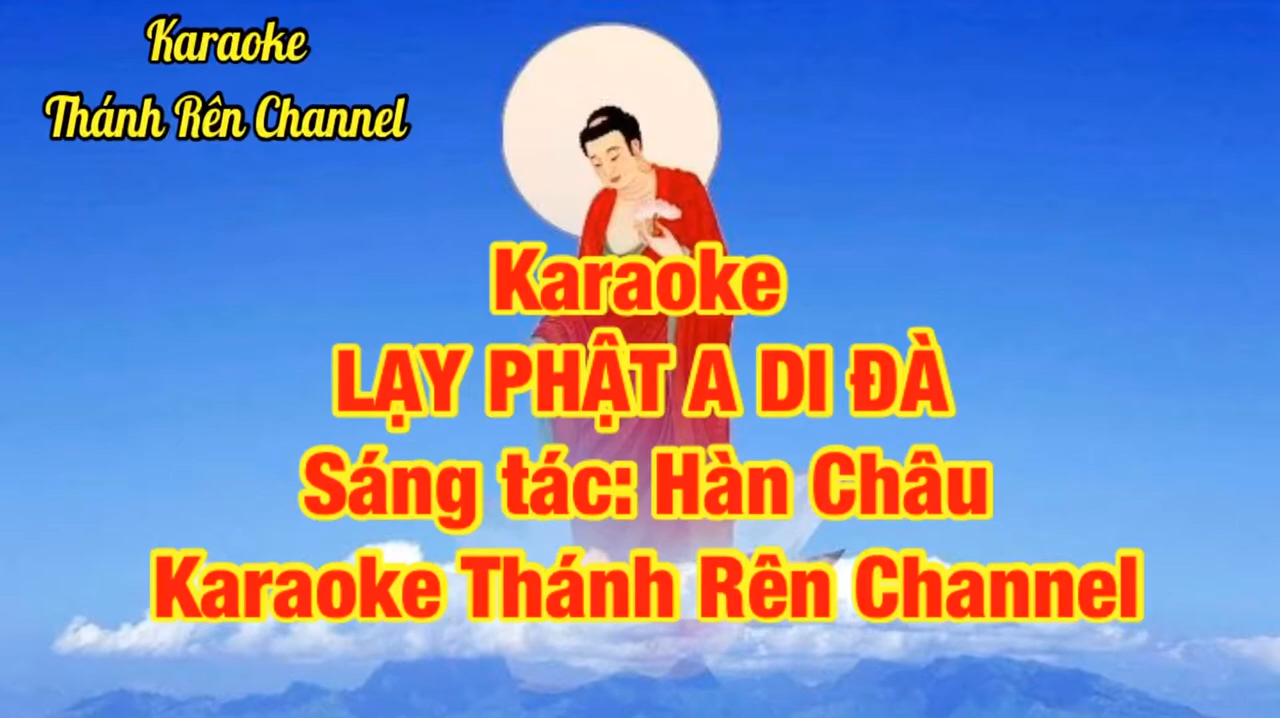 Karaoke
Thánh Rên Channel
Karaoke
LẠY PHẬT A DI ĐÀ
Sáng tác: Hàn Châu
Karaoke Thánh Rên Channel